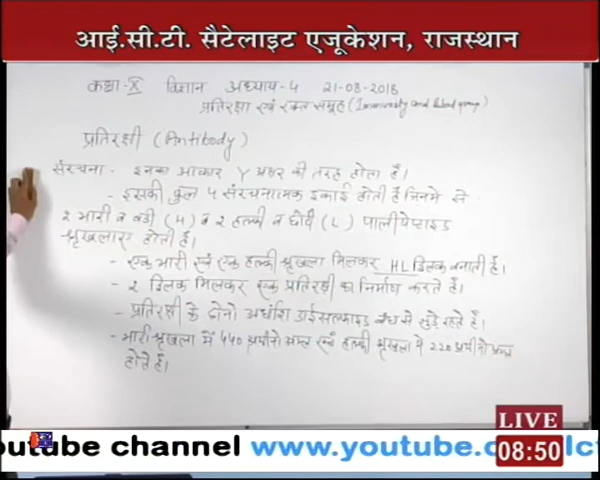 आई.सी.टी. सैटेलाइट एजूकेशन, राजस्थान
कक्षा-X विज्ञान अध्याय-4 21-08-2018
प्रतिरक्षा एवं रक्त समूह (Immunity and blood group)
प्रतिरक्षी (Antibody)
संरचना - इनका आकार Y अक्षर की तरह होता है।
- इसकी कुल 4 संरचनात्मक इकाई होती है जिनमे से
2 भारी व बडी (H) व 2 हल्की व छोटी (L) पालीपेप्टाइड
श्रृखलाए होती है।
- एक भारी एवं एक हल्की श्रृखला मिलकर HL डिलक बनाती है।
- 2 डिलक मिलकर एक प्रतिरक्षी का निर्माण करते है।
- प्रतिरक्षी के दोनो अर्धांश डाईसल्फाइड बंध से जुडे रहते है।
- भारी श्रृखला में 440 अमीनो अम्ल एवं हल्की श्रृखला मे 220 अमीनो अम्ल
होते है।
LIVE
outube channel www.youtube.c
08:50